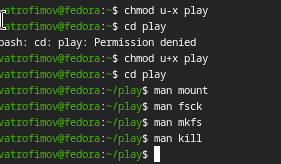 vatrofimov@fedora:~$ chmod u-x play
vatrofimov@fedora:~$ cd play
bash: cd: play: Permission denied
vatrofimov@fedora:~$ chmod u+x play
vatrofimov@fedora:~$ cd play
vatrofimov@fedora:~/play$ man mount
vatrofimov@fedora:~/play$ man fsck
vatrofimov@fedora:~/play$ man mkfs
vatrofimov@fedora:~/play$ man kill
vatrofimov@fedora:~/play$